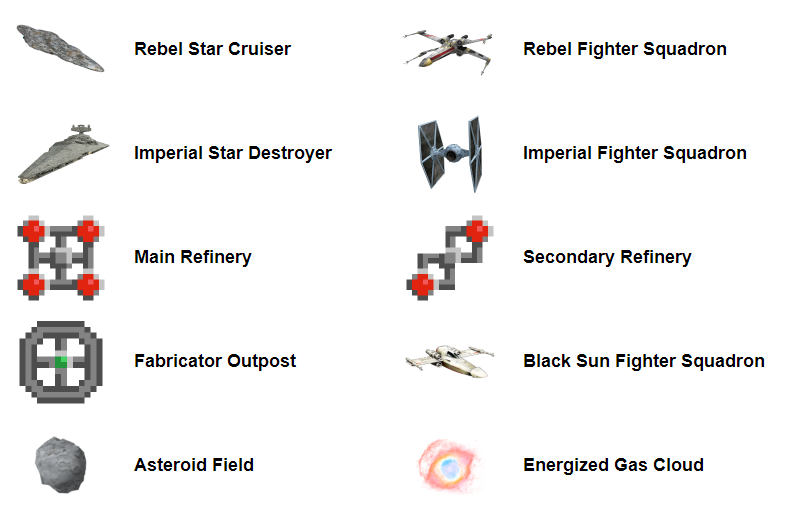 Rebel Star Cruiser
Rebel Fighter Squadron
Imperial Star Destroyer
Imperial Fighter Squadron
Main Refinery
Secondary Refinery
Fabricator Outpost
Black Sun Fighter Squadron
Asteroid Field
Energized Gas Cloud